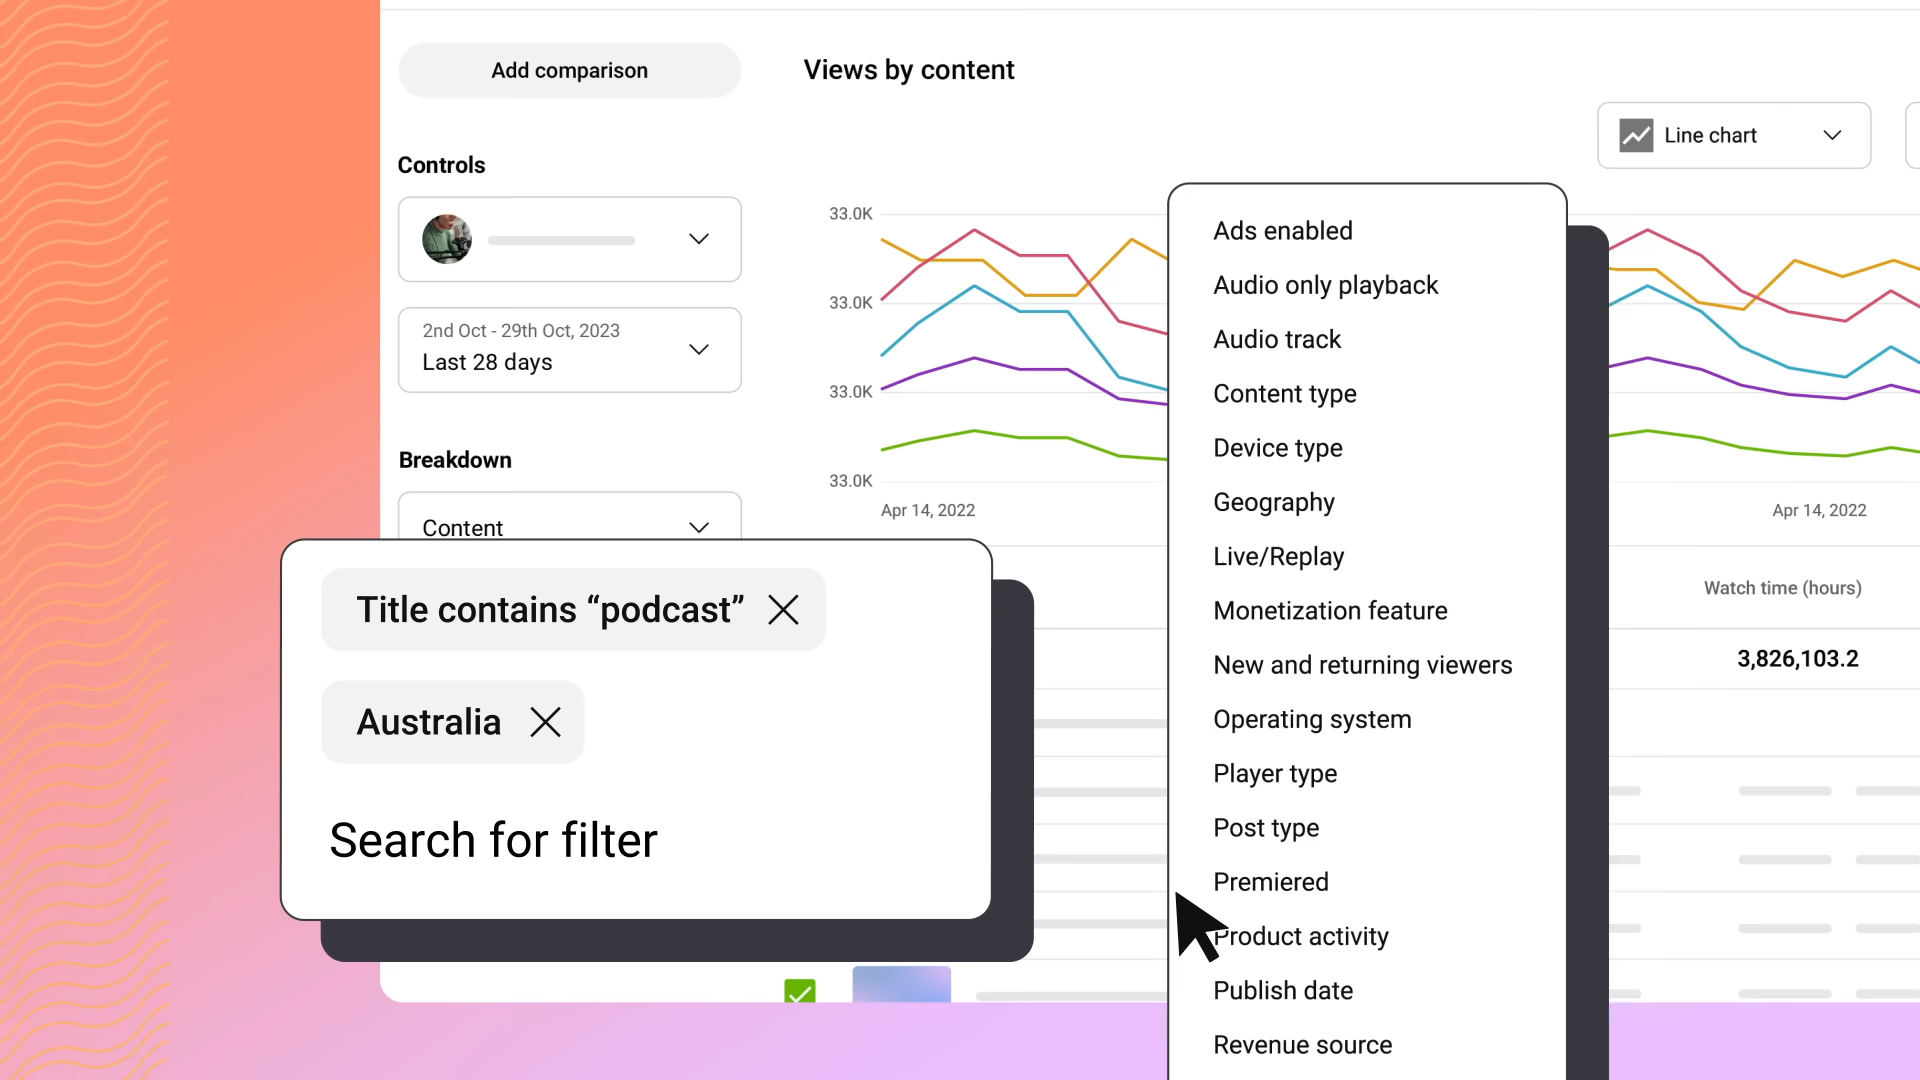 Add comparison
Views by content
Line chart
Controls
2nd Oct - 29th Oct, 2023
Last 28 days
Breakdown
Content
33.0K
33.0K
33.0K
33.0K
Apr 14, 2022
Apr 14, 2022
Watch time (hours)
3,826,103.2
Title contains “podcast”
Australia
Search for filter
Ads enabled
Audio only playback
Audio track
Content type
Device type
Geography
Live/Replay
Monetization feature
New and returning viewers
Operating system
Player type
Post type
Premiered
Product activity
Publish date
Revenue source